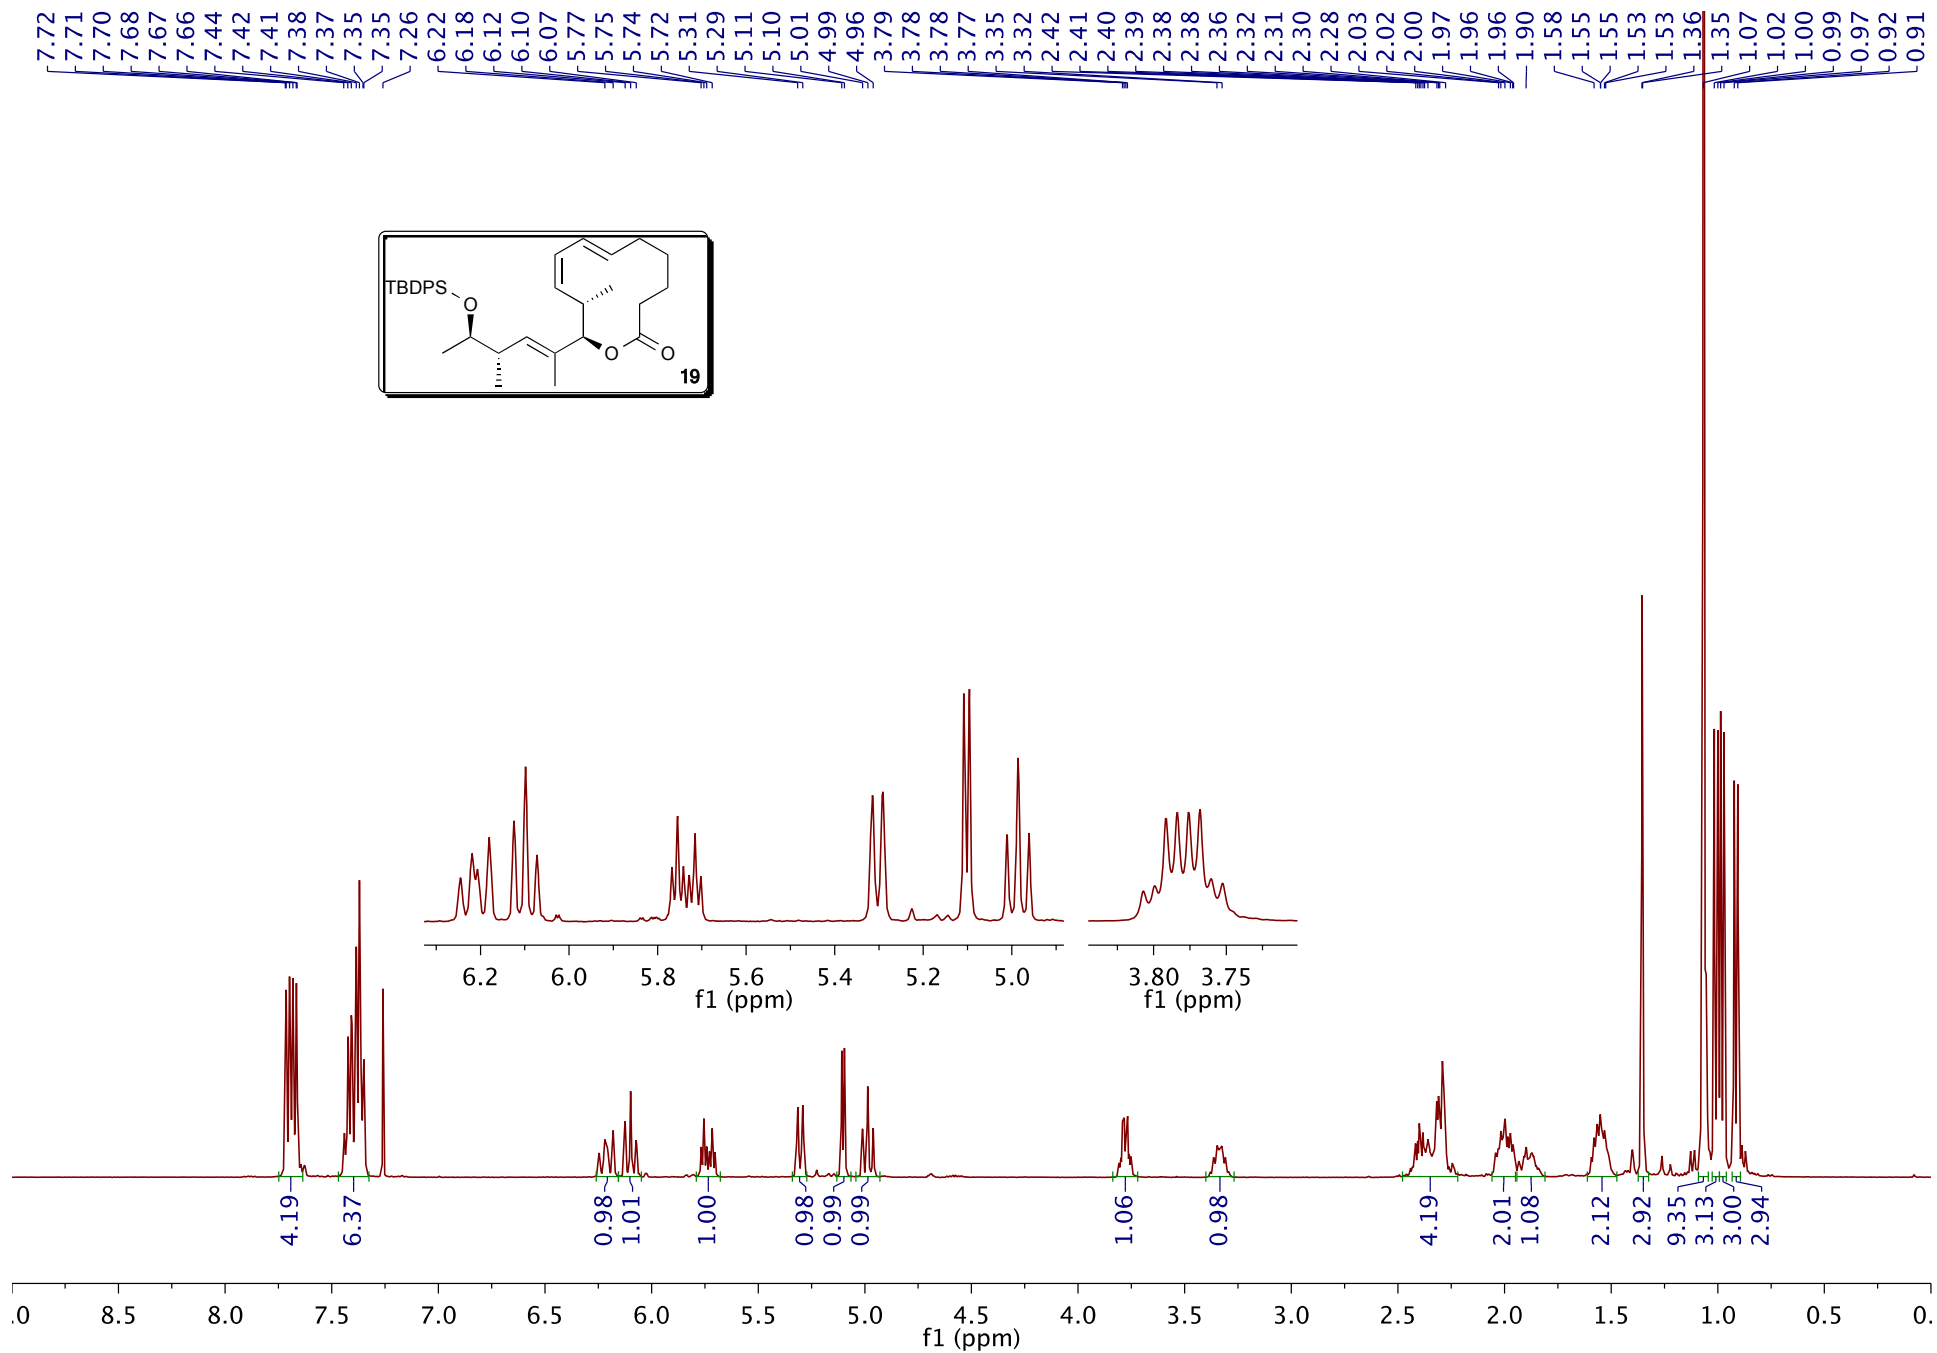 7.72 7.71 7.70 7.68 7.67 7.66 7.44 7.42 7.41 7.38 7.37 7.35 7.35 7.26 6.22 6.18 6.12 6.10 6.07 5.77 5.75 5.74 5.72 5.31 5.29 5.11 5.10 5.01 4.99 4.96 3.79 3.78 3.78 3.77 3.35 3.32 2.42 2.41 2.40 2.39 2.38 2.38 2.36 2.32 2.31 2.30 2.28 2.03 2.02 2.00 1.97 1.96 1.96 1.90 1.58 1.55 1.55 1.53 1.53 1.36 1.35 1.07 1.02 1.00 0.99 0.97 0.92 0.91
TBDPS
O
O
O
19
6.2 6.0 5.8 5.6 5.4 5.2 5.0
f1 (ppm)
3.80 3.75
f1 (ppm)
4.19 6.37 0.98 1.01 1.00 0.98 0.99 0.99 1.06 0.98 4.19 2.01 1.08 2.12 2.92 9.35 3.13 3.00 2.94
.0 8.5 8.0 7.5 7.0 6.5 6.0 5.5 5.0 4.5 4.0 3.5 3.0 2.5 2.0 1.5 1.0 0.5 0.
f1 (ppm)